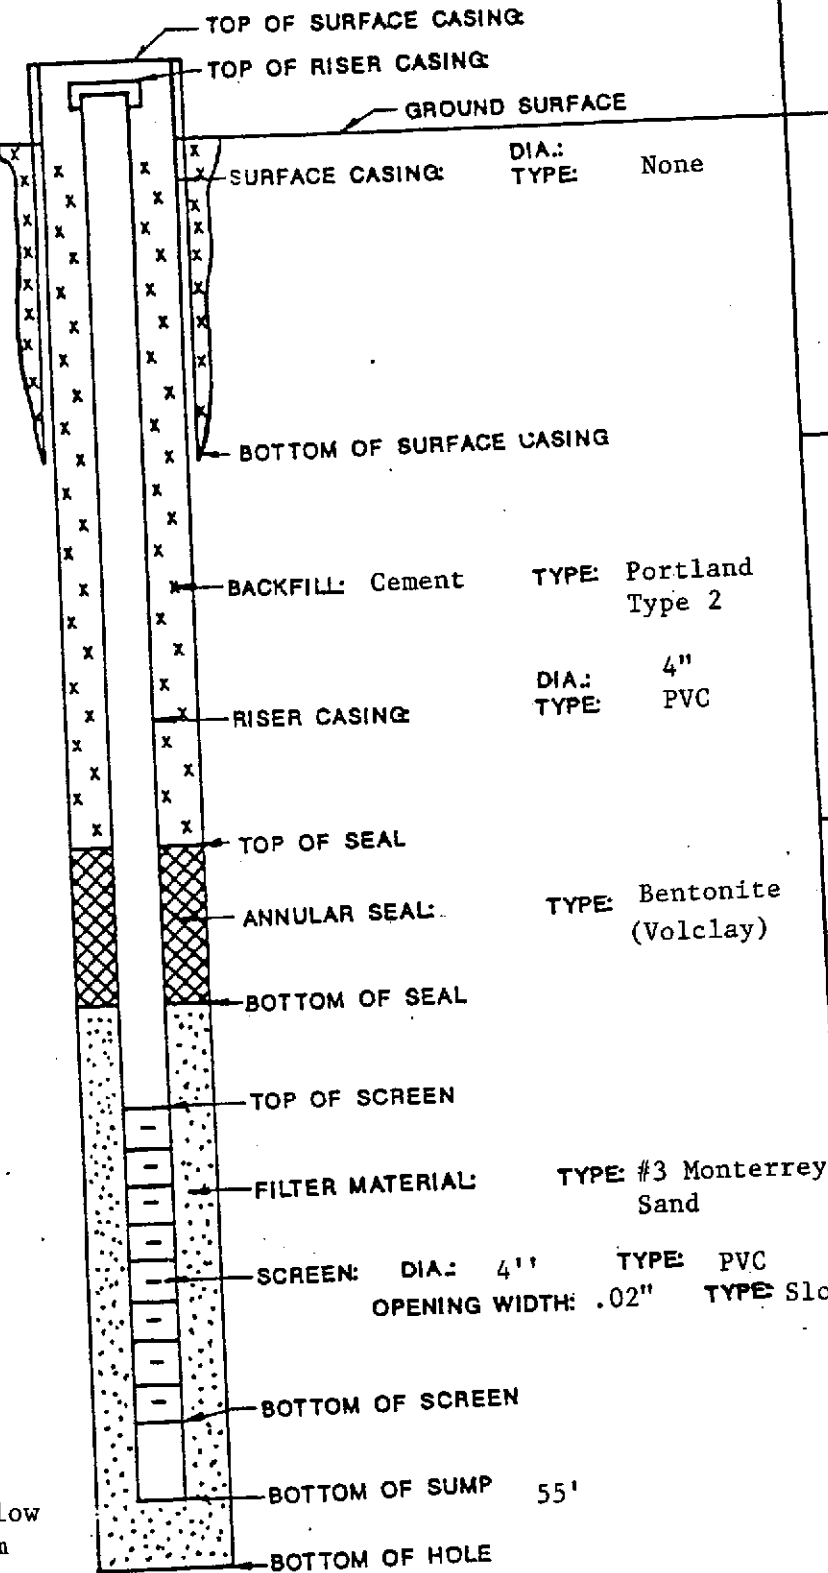 TOP OF SURFACE CASING:
TOP OF RISER CASING:
GROUND SURFACE
SURFACE CASING: DIA.:
TYPE: None
BOTTOM OF SURFACE CASING
BACKFILL: Cement TYPE: Portland
Type 2
DIA.: 4"
RISER CASING: TYPE: PVC
TOP OF SEAL
ANNULAR SEAL: TYPE: Bentonite
(Volclay)
BOTTOM OF SEAL
TOP OF SCREEN
FILTER MATERIAL: TYPE: #3 Monterrey
Sand
SCREEN: DIA.: 4'' TYPE: PVC
OPENING WIDTH: .02" TYPE:
BOTTOM OF SCREEN
BOTTOM OF SUMP 55'
BOTTOM OF HOLE